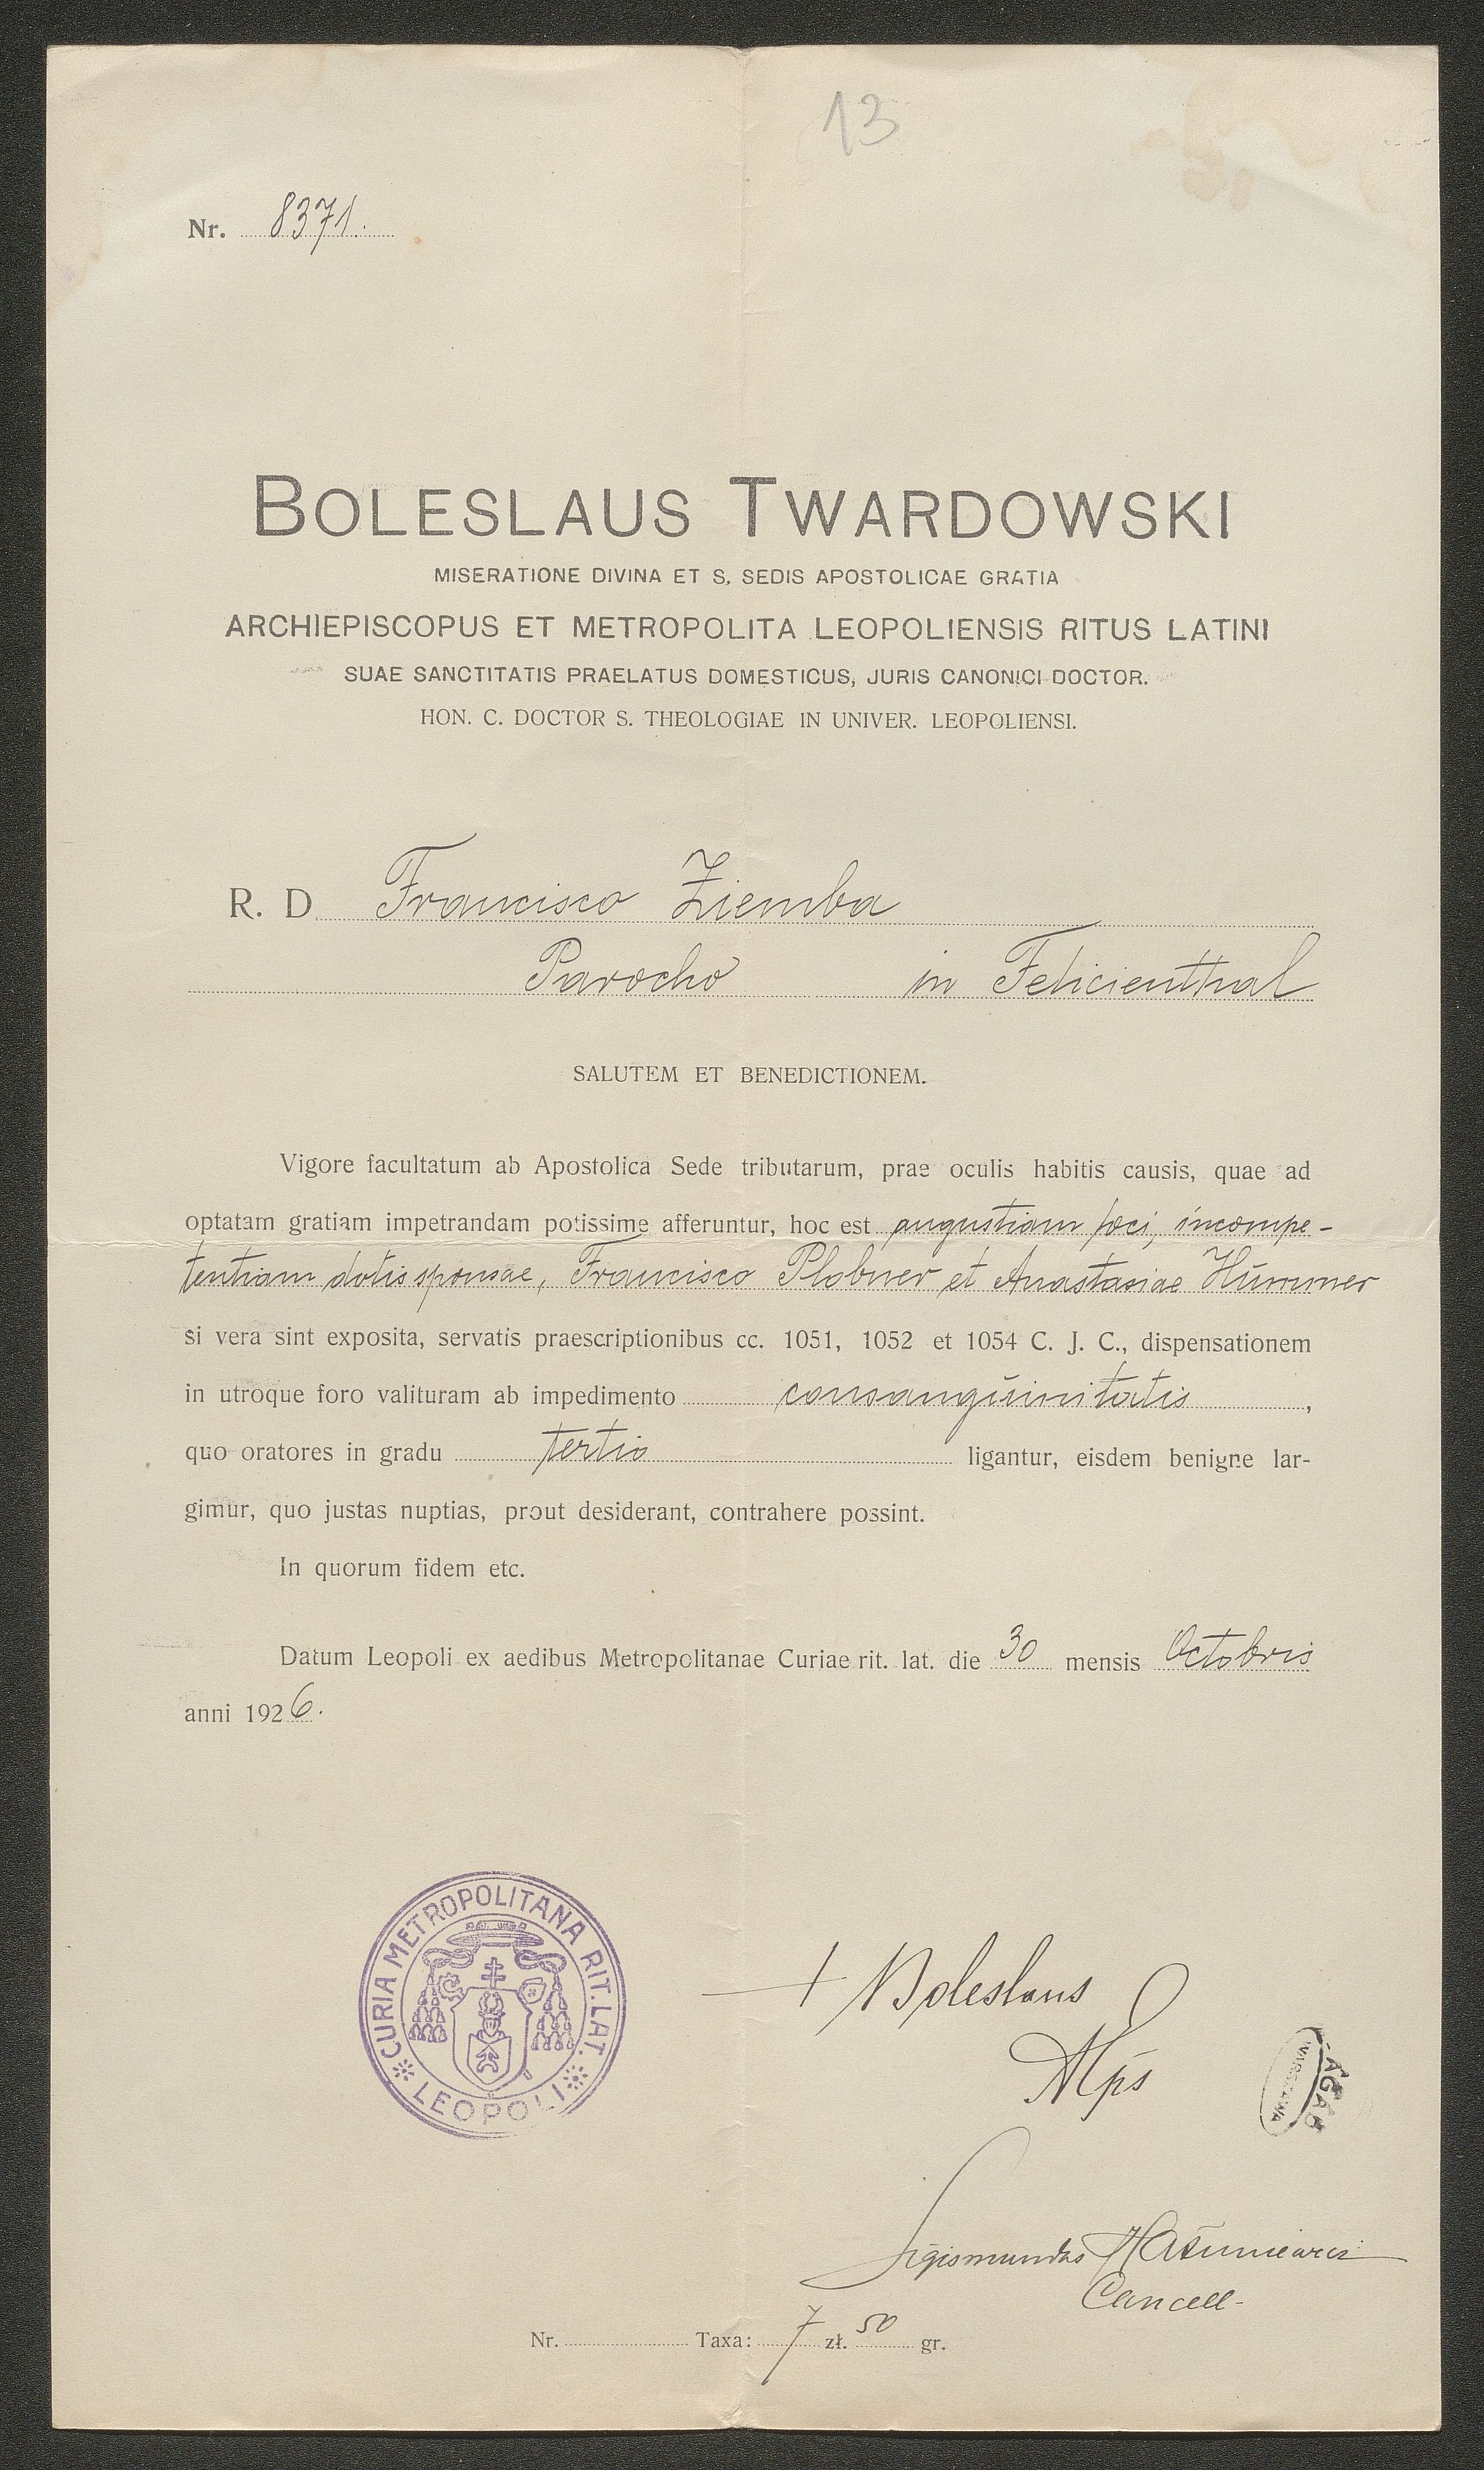 13
Nr. 8371.
BOLESLAUS TWARDOWSKI
MISERATIONE DIVINA ET S. SEDIS APOSTOLICAE GRATIA
ARCHIEPISCOPUS ET METROPOLITA LEOPOLIENSIS RITUS LATINI
SUAE SANCTITATIS PRAELATUS DOMESTICUS, JURIS CANONICI DOCTOR.
HON. C. DOCTOR S. THEOLOGIAE IN UNIVER. LEOPOLIENSI.
R. D. Francisco Ziemba
Parocho in Felicienthal
SALUTEM ET BENEDICTIONEM.
Vigore facultatum ab Apostolica Sede tributarum, prae oculis habitis causis, quae ad
optatam gratiam impetrandam potissime afferuntur, hoc est angustiam loci, incompe-
tentiam dotis sponsae, Francisco Plobner et Anastasiae Hümmer
si vera sint exposita, servatis praescriptionibus cc. 1051, 1052 et 1054 C. J. C., dispensationem
in utroque foro valituram ab impedimento consanguinitatis,
quo oratores in gradu tertio ligantur, eisdem benigne lar-
gimur, quo justas nuptias, prout desiderant, contrahere possint.
In quorum fidem etc.
Datum Leopoli ex aedibus Metropolitanae Curiae rit. lat. die 30 mensis Octobris
anni 1926.
CURIA METROPOLITANA RIT. LAT.
LEOPOLI
+ Boleslaus
Aeps
AGAD
WARSZAWA
Sigismundus
Cancell-
Nr. Taxa: 7 zł. 50 gr.